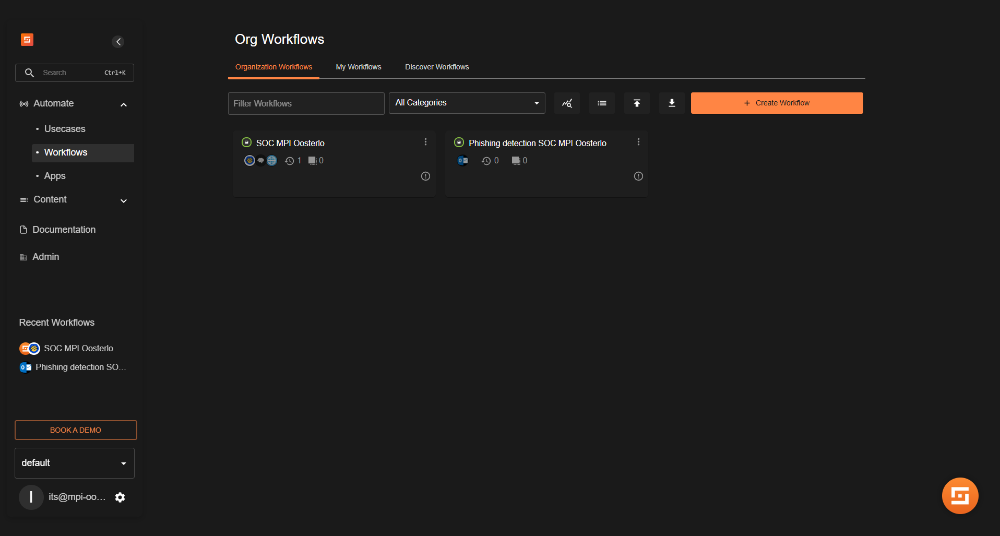 Search Ctrl+K
Automate
Usecases
Workflows
Apps
Content
Documentation
Admin
Recent Workflows
SOC MPI Oosterlo
Phishing detection SO...
BOOK A DEMO
default
I its@mpi-oo...
Org Workflows
Organization Workflows My Workflows Discover Workflows
Filter Workflows All Categories + Create Workflow
SOC MPI Oosterlo
1 0
Phishing detection SOC MPI Oosterlo
0 0